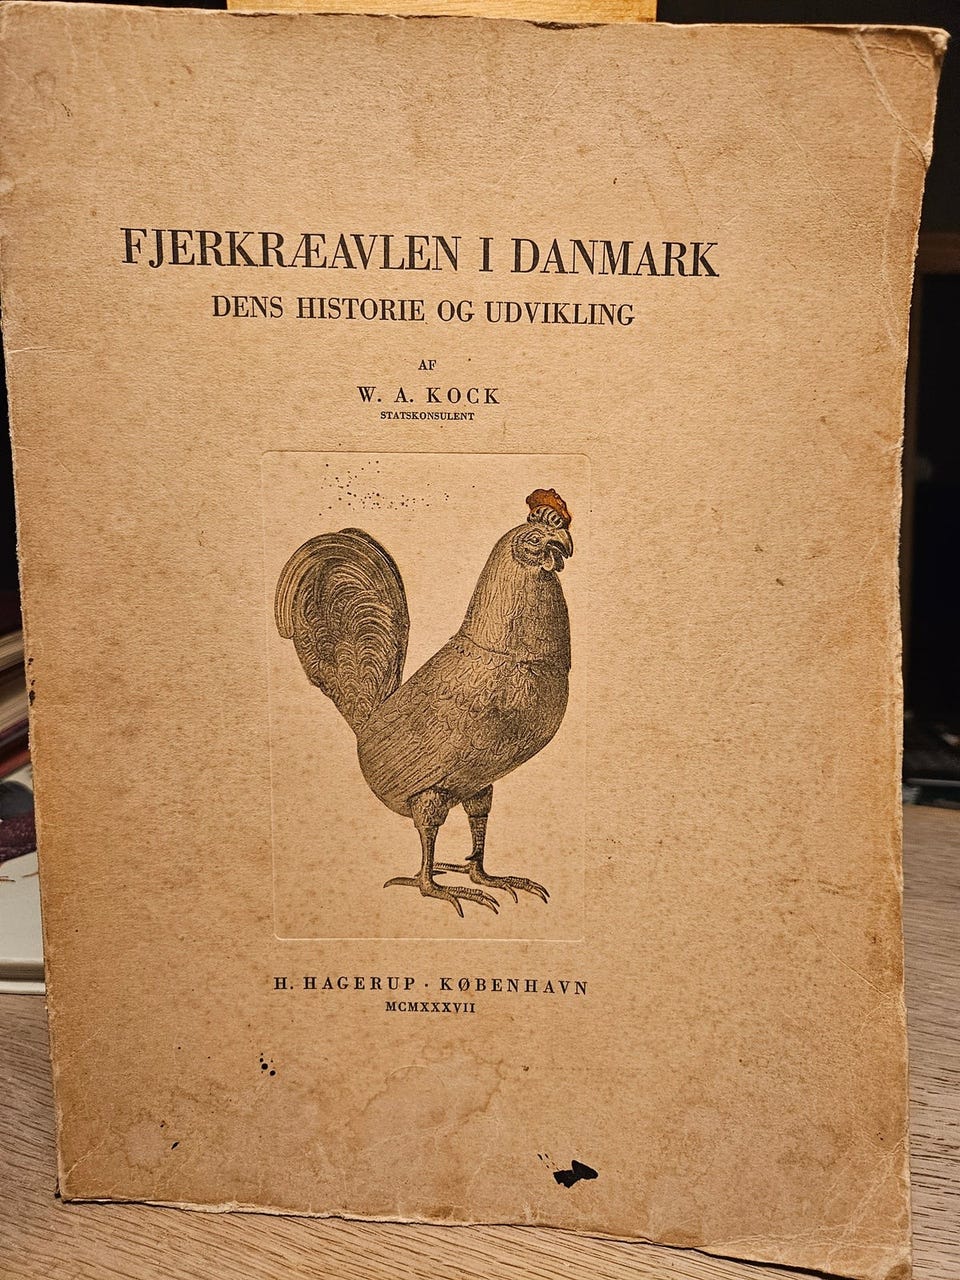 FJERKRÆAVLEN I DANMARK
DENS HISTORIE OG UDVIKLING
AF
W. A. KOCK
STATSKONSULENT
H. HAGERUP · KØBENHAVN
MCMXXXVII